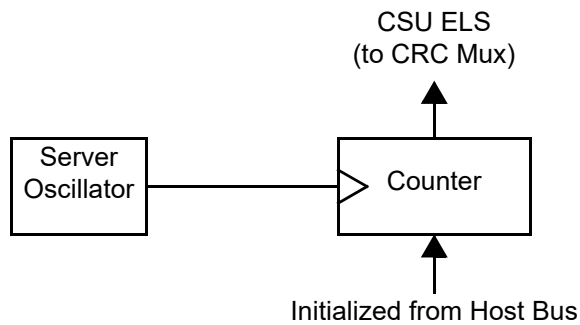 CSU ELS
(to CRC Mux)
Server
Oscillator
Counter
Initialized from Host Bus